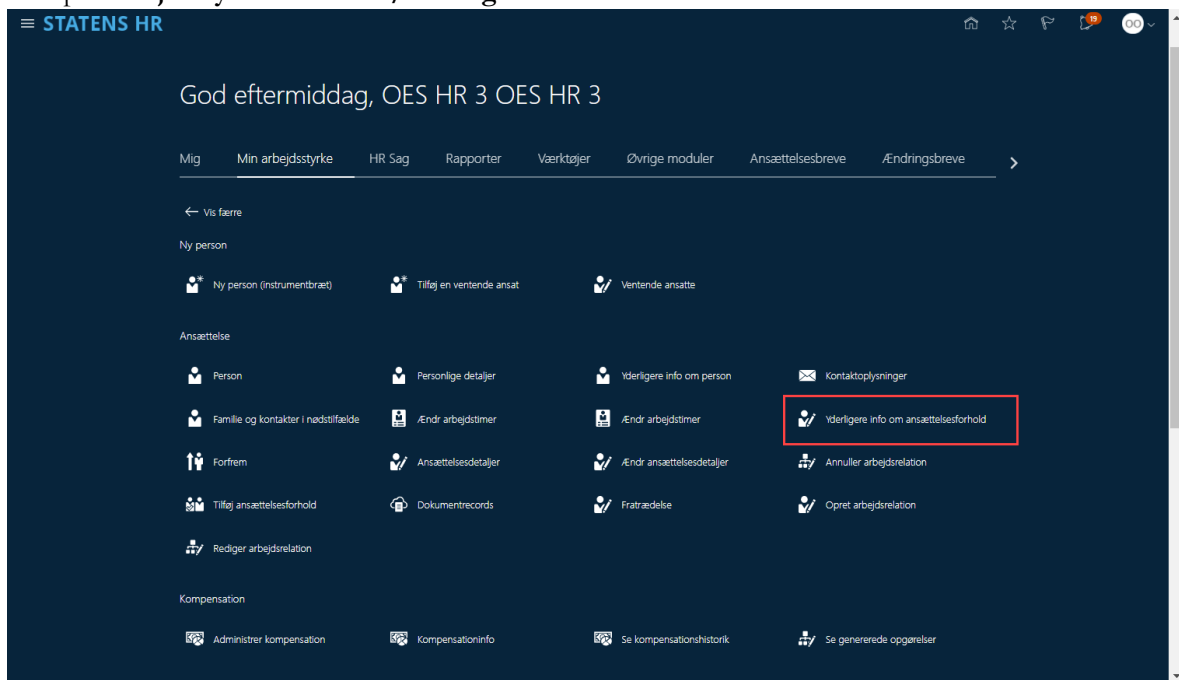 STATENS HR
19
OO
God eftermiddag, OES HR 3 OES HR 3
Mig Min arbejdsstyrke HR Sag Rapporter Værktøjer Øvrige moduler Ansættelsesbreve Ændringsbreve
Vis færre
Ny person
Ny person (instrumentbræt) Tilføj en ventende ansat Ventende ansatte
Ansættelse
Person Personlige detaljer Yderligere info om person Kontaktoplysninger
Familie og kontakter i nødstilfælde Ændr arbejdstimer Ændr arbejdstimer Yderligere info om ansættelsesforhold
Forfrem Ansættelsesdetaljer Ændr ansættelsesdetaljer Annuller arbejdsrelation
Tilføj ansættelsesforhold Dokumentrecords Fratrædelse Opret arbejdsrelation
Rediger arbejdsrelation
Kompensation
Administrer kompensation Kompensationinfo Se kompensationshistorik Se genererede opgørelser